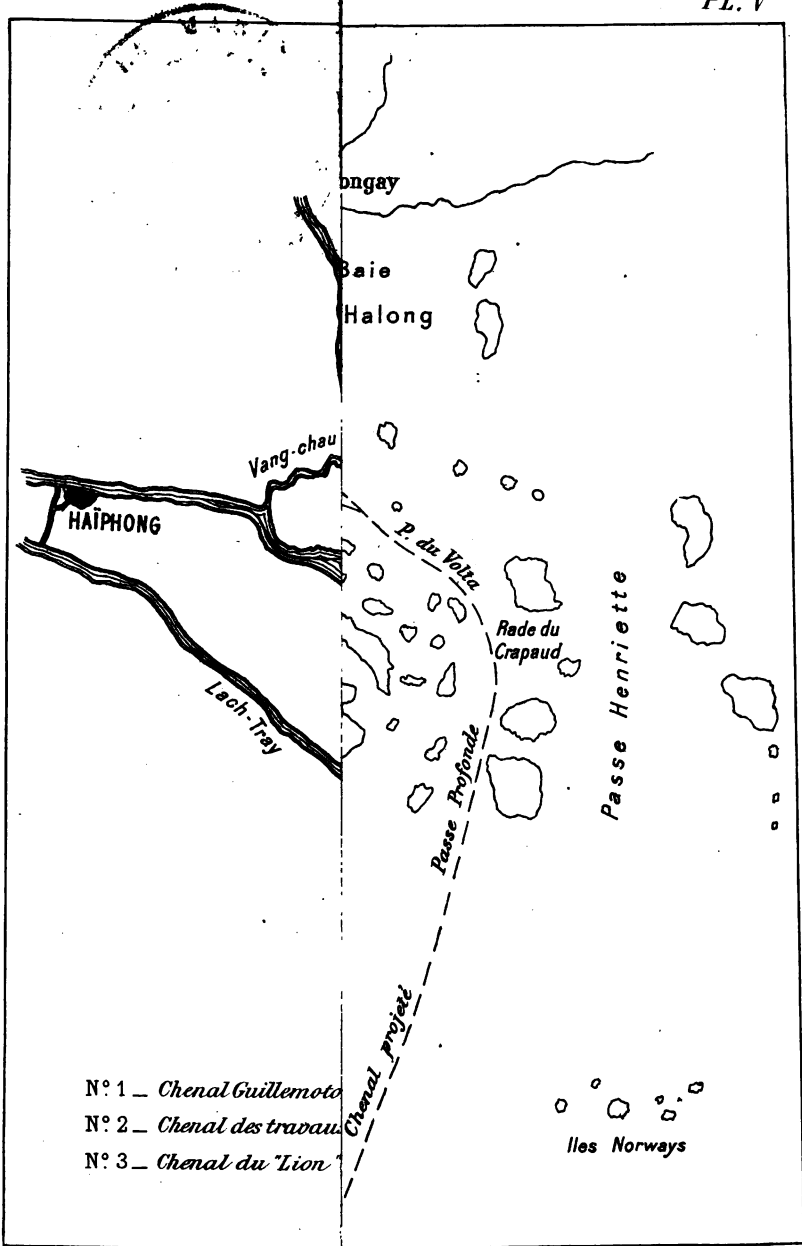 PL. V
ongay
Baie
Halong
Vang-chau
HAÏPHONG
P. du Volta
Rade du
Crapaud
Passe Henriette
Lach-Tray
Passe Profonde
Chenal projeté
N° 1 _ Chenal Guillemoto
N° 2 _ Chenal des travau
N° 3 _ Chenal du "Lion"
Iles Norways